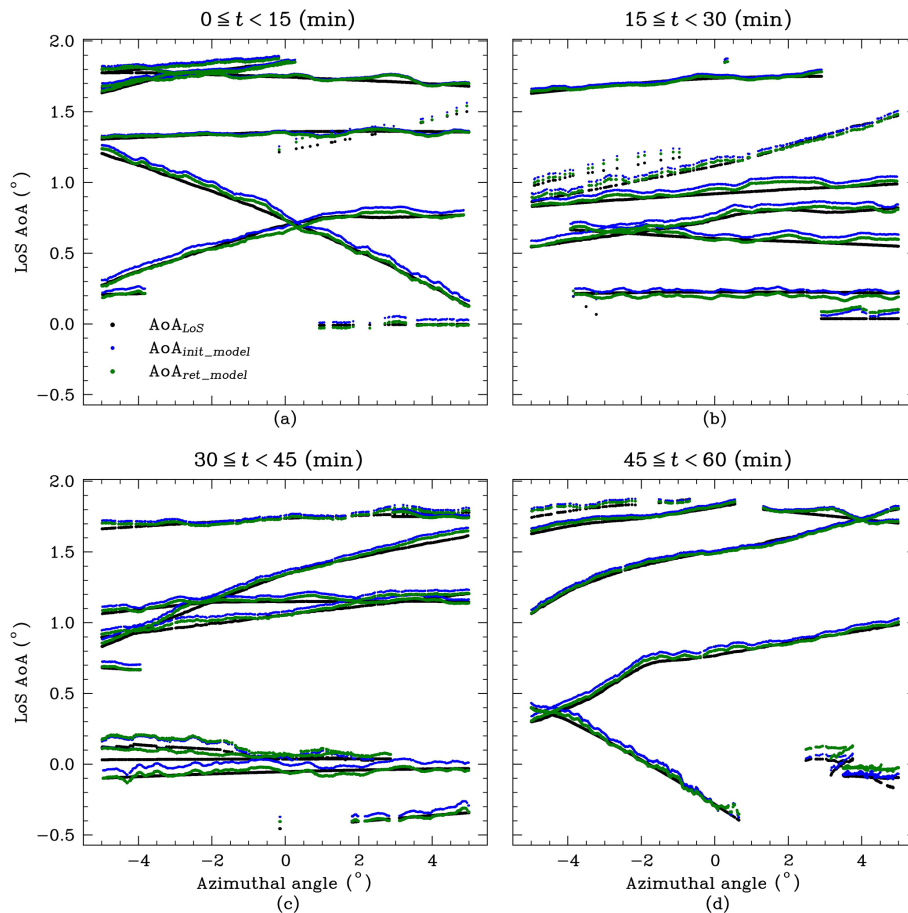 0 ≦ t < 15 (min)
15 ≦ t < 30 (min)
2.0
1.5
1.0
0.5
0.0
−0.5
LoS AoA (°)
AoA_LoS
AoA_init_model
AoA_ret_model
(a)
(b)
30 ≦ t < 45 (min)
45 ≦ t < 60 (min)
2.0
1.5
1.0
0.5
0.0
−0.5
LoS AoA (°)
−4 −2 0 2 4
−4 −2 0 2 4
Azimuthal angle (°)
Azimuthal angle (°)
(c)
(d)